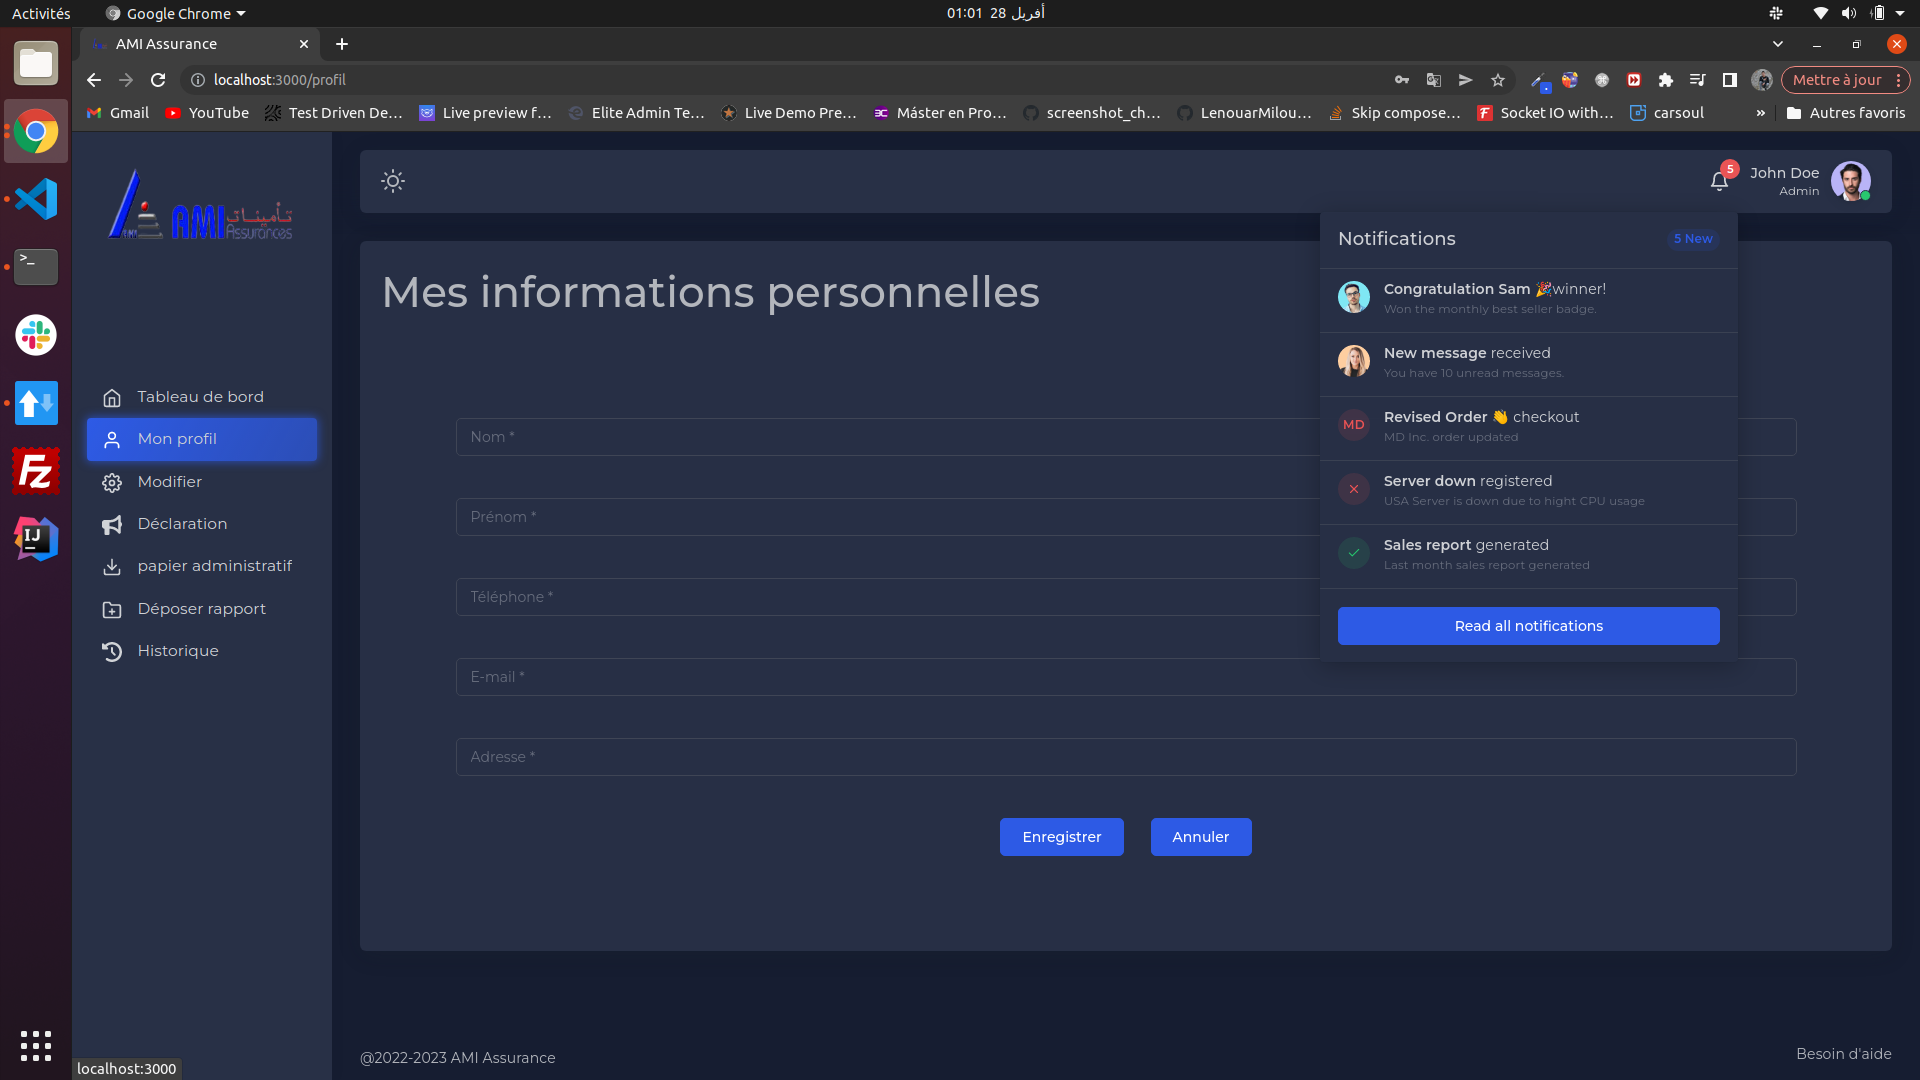 Activités
Google Chrome
01:01 28 أفريل
AMI Assurance
localhost:3000/profil
Mettre à jour
Gmail
YouTube
Test Driven De...
Live preview f...
Elite Admin Te...
Live Demo Pre...
Máster en Pro...
screenshot_ch...
LenouarMilou...
Skip compose...
Socket IO with...
carsoul
»
Autres favoris
AMI تأمينات
Assurances
5
John Doe
Admin
Tableau de bord
Mon profil
Modifier
Déclaration
papier administratif
Déposer rapport
Historique
Mes informations personnelles
Nom *
Prénom *
Téléphone *
E-mail *
Adresse *
Enregistrer
Annuler
Notifications
5 New
Congratulation Sam 🎉winner!
Won the monthly best seller badge.
New message received
You have 10 unread messages.
MD
Revised Order 👋 checkout
MD Inc. order updated
Server down registered
USA Server is down due to hight CPU usage
Sales report generated
Last month sales report generated
Read all notifications
@2022-2023 AMI Assurance
Besoin d'aide
localhost:3000